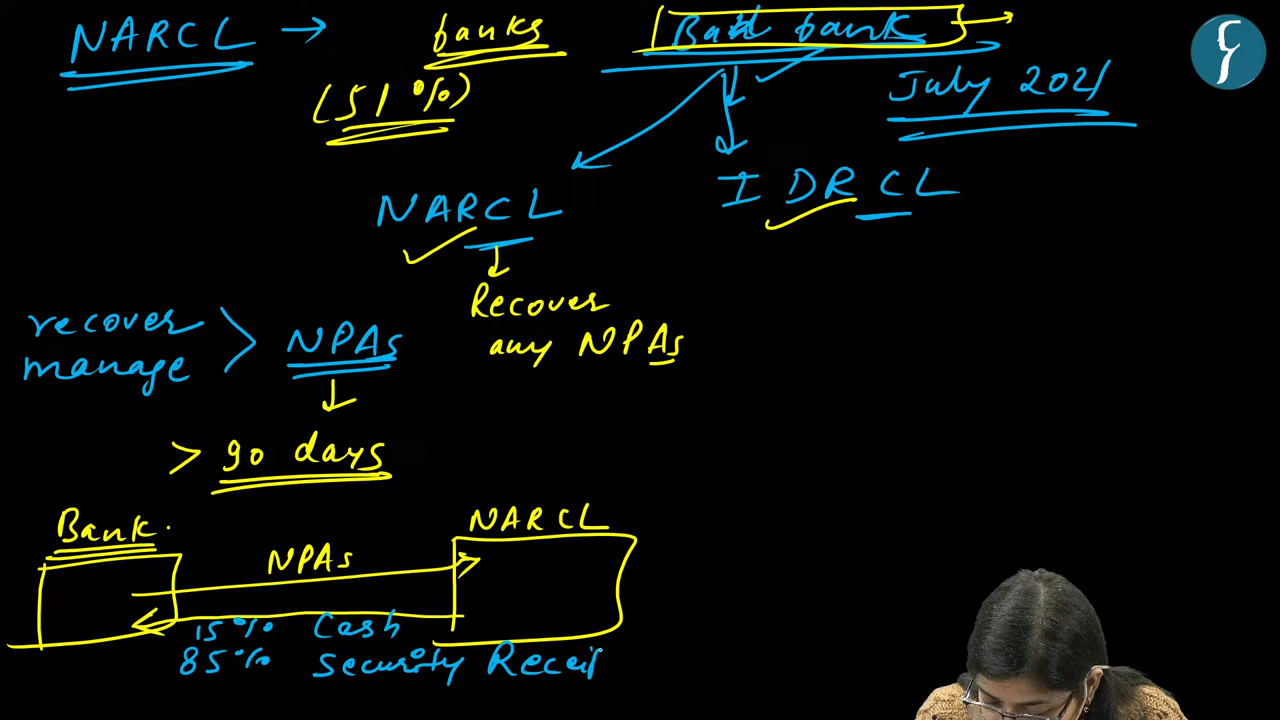 NARCL → banks Bad bank →
(51%) July 2021
NARCL IDRCL
Recover
any NPAs
recover
manage > NPAs
> 90 days
Bank. NARCL
NPAs
15% Cash
85% Security Receip